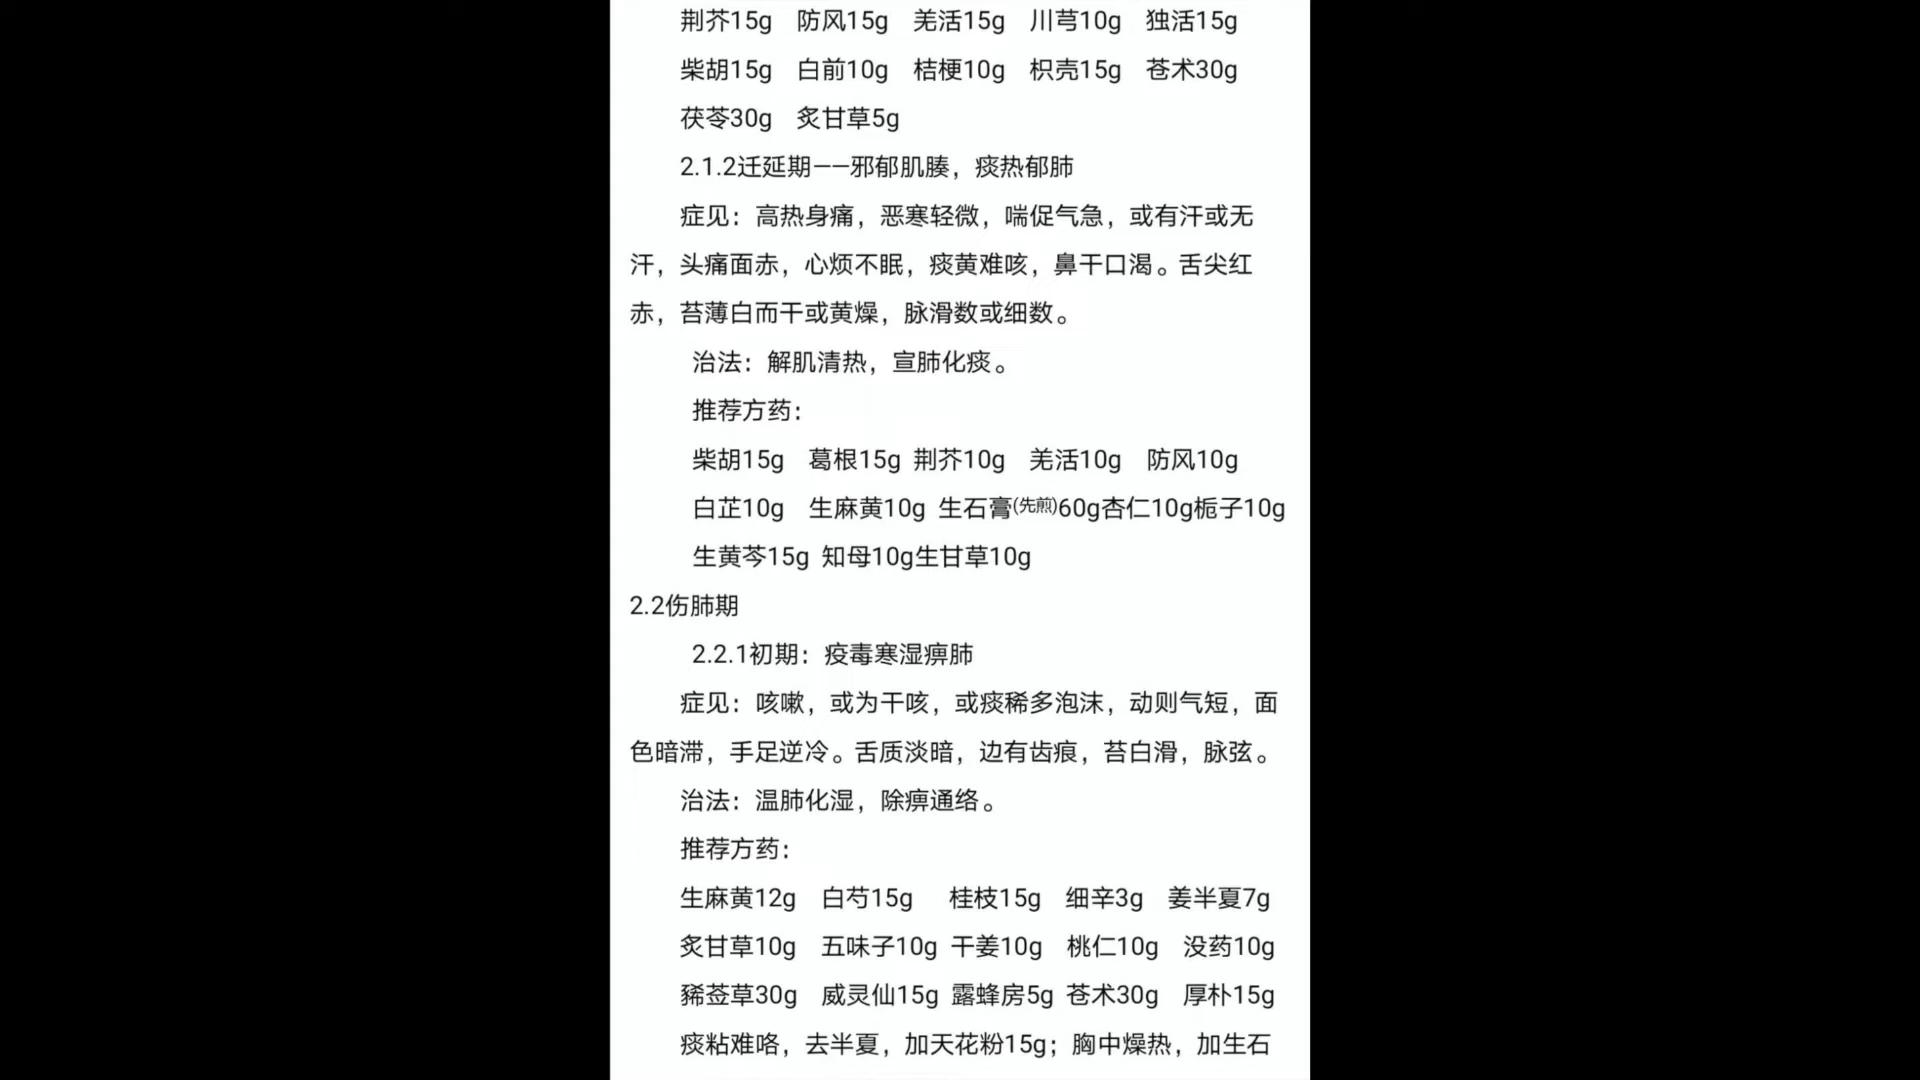 荆芥15g 防风15g 羌活15g 川芎10g 独活15g
柴胡15g 白前10g 桔梗10g 枳壳15g 苍术30g
茯苓30g 炙甘草5g
2.1.2迁延期——邪郁肌腠，痰热郁肺
症见：高热身痛，恶寒轻微，喘促气急，或有汗或无
汗，头痛面赤，心烦不眠，痰黄难咳，鼻干口渴。舌尖红
赤，苔薄白而干或黄燥，脉滑数或细数。
治法：解肌清热，宣肺化痰。
推荐方药：
柴胡15g 葛根15g 荆芥10g 羌活10g 防风10g
白芷10g 生麻黄10g 生石膏(先煎)60g杏仁10g栀子10g
生黄芩15g 知母10g生甘草10g
2.2伤肺期
2.2.1初期：疫毒寒湿痹肺
症见：咳嗽，或为干咳，或痰稀多泡沫，动则气短，面
色暗滞，手足逆冷。舌质淡暗，边有齿痕，苔白滑，脉弦。
治法：温肺化湿，除痹通络。
推荐方药：
生麻黄12g 白芍15g 桂枝15g 细辛3g 姜半夏7g
炙甘草10g 五味子10g 干姜10g 桃仁10g 没药10g
豨莶草30g 威灵仙15g 露蜂房5g 苍术30g 厚朴15g
痰粘难咯，去半夏，加天花粉15g；胸中燥热，加生石